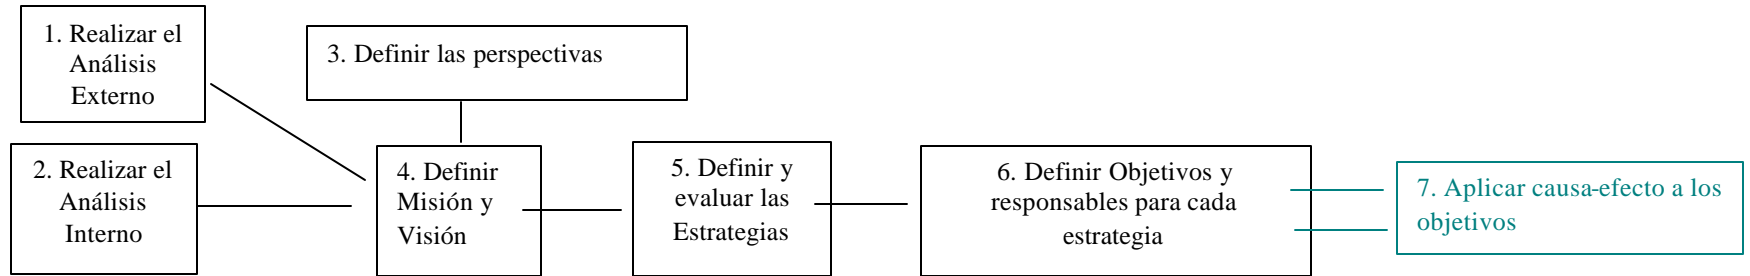 1. Realizar el
Análisis
Externo
2. Realizar el
Análisis
Interno
3. Definir las perspectivas
4. Definir
Misión y
Visión
5. Definir y
evaluar las
Estrategias
6. Definir Objetivos y
responsables para cada
estrategia
7. Aplicar causa-efecto a los
objetivos